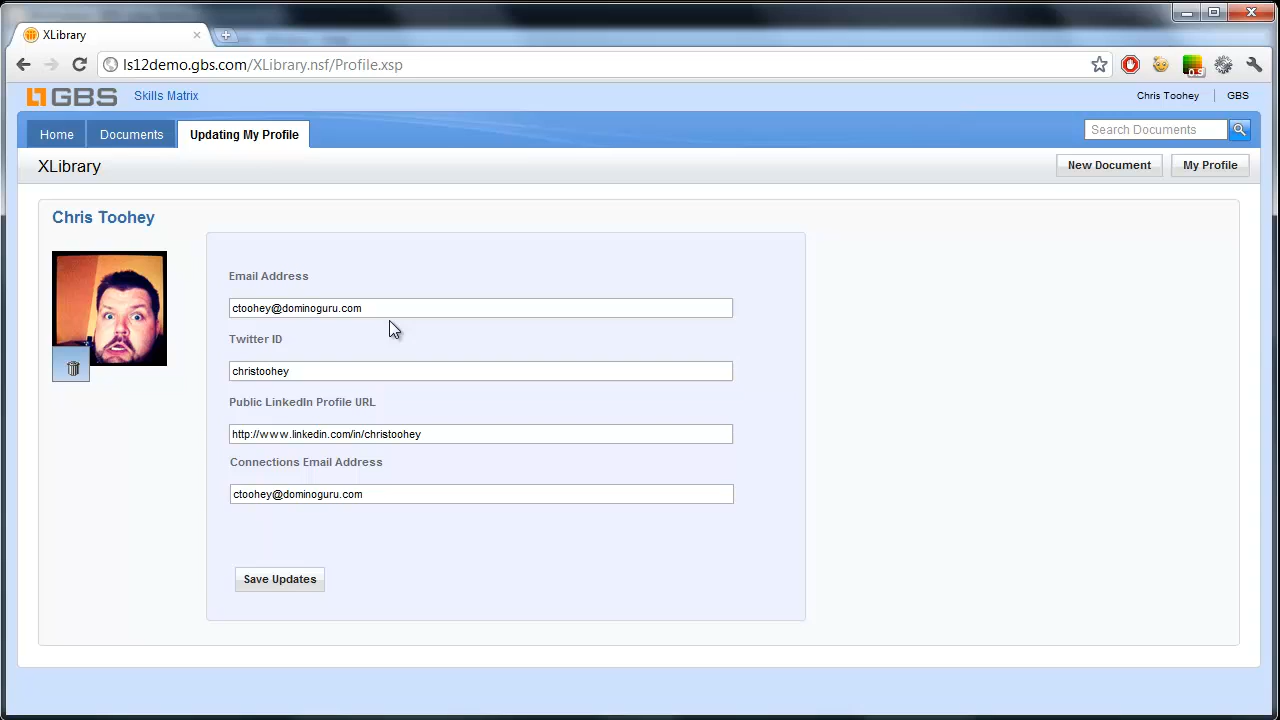 XLibrary
ls12demo.gbs.com/XLibrary.nsf/Profile.xsp
0.5
GBS Skills Matrix
Chris Toohey GBS
Home Documents Updating My Profile
Search Documents
XLibrary
New Document My Profile
Chris Toohey
Email Address
ctoohey@dominoguru.com
Twitter ID
christoohey
Public LinkedIn Profile URL
http://www.linkedin.com/in/christoohey
Connections Email Address
ctoohey@dominoguru.com
Save Updates